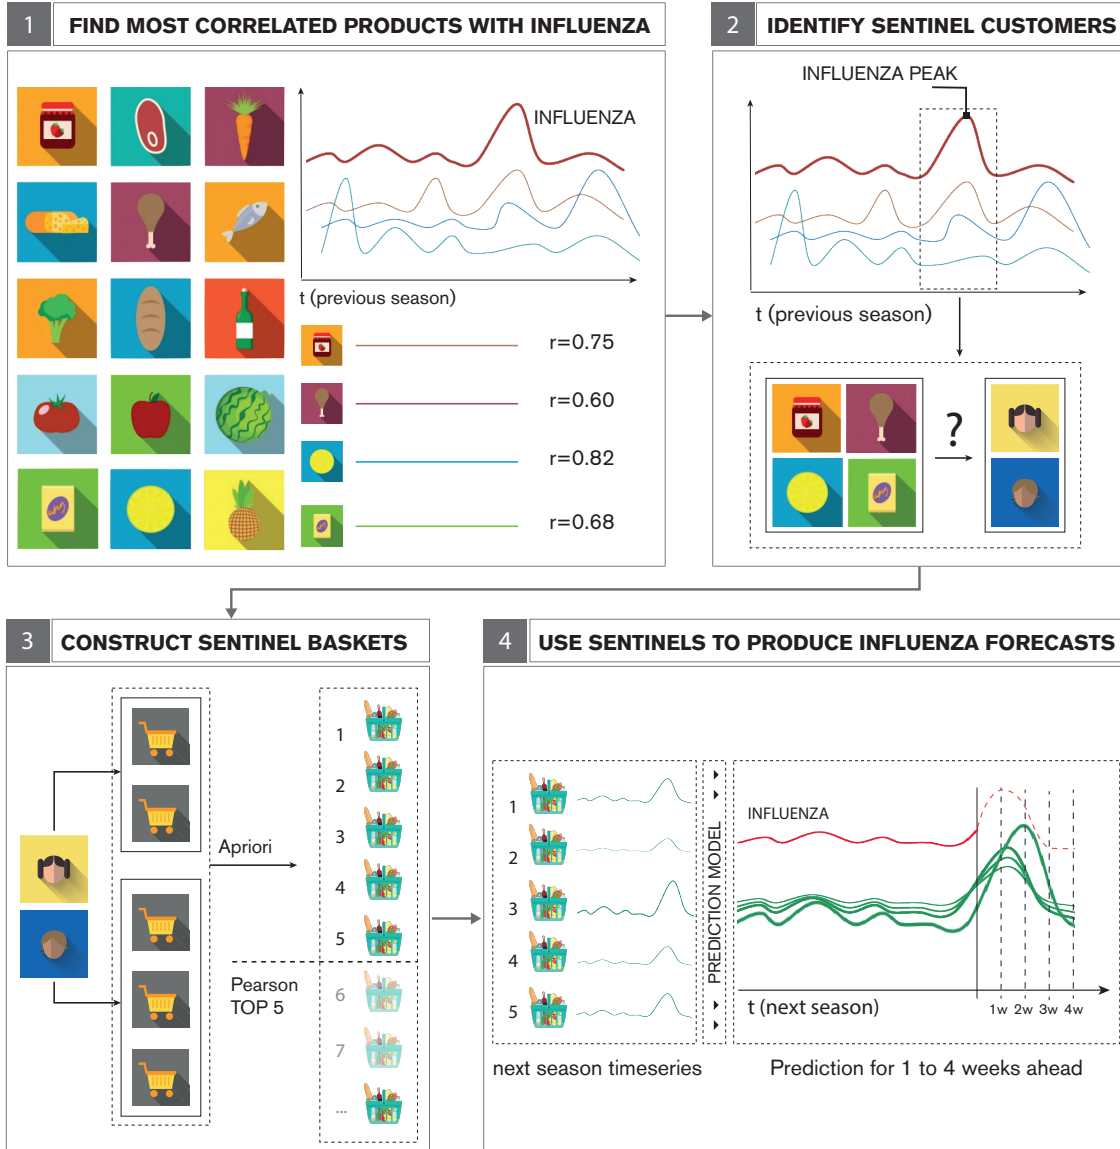 1 FIND MOST CORRELATED PRODUCTS WITH INFLUENZA
INFLUENZA
t (previous season)
r=0.75
r=0.60
r=0.82
r=0.68
2 IDENTIFY SENTINEL CUSTOMERS
INFLUENZA PEAK
t (previous season)
?
3 CONSTRUCT SENTINEL BASKETS
Apriori
Pearson
TOP 5
1
2
3
4
5
6
7
...
4 USE SENTINELS TO PRODUCE INFLUENZA FORECASTS
1
2
3
4
5
next season timeseries
PREDICTION MODEL
INFLUENZA
t (next season)
1w 2w 3w 4w
Prediction for 1 to 4 weeks ahead